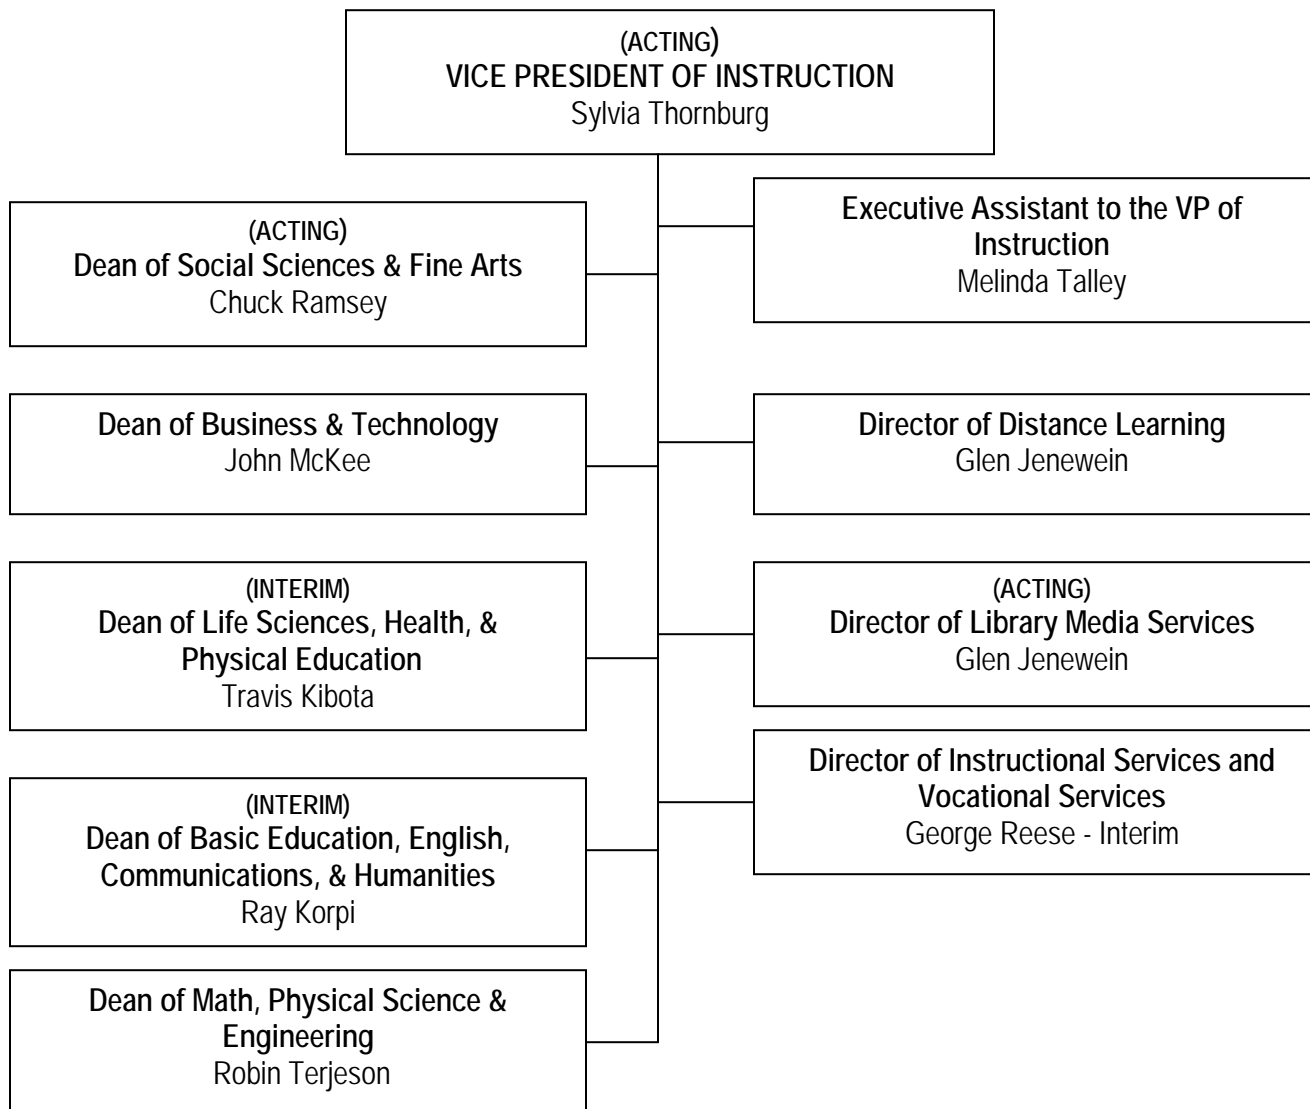 (ACTING)
VICE PRESIDENT OF INSTRUCTION
Sylvia Thornburg
(ACTING)
Dean of Social Sciences & Fine Arts
Chuck Ramsey
Executive Assistant to the VP of
Instruction
Melinda Talley
Dean of Business & Technology
John McKee
Director of Distance Learning
Glen Jenewein
(INTERIM)
Dean of Life Sciences, Health, &
Physical Education
Travis Kibota
(ACTING)
Director of Library Media Services
Glen Jenewein
(INTERIM)
Dean of Basic Education, English,
Communications, & Humanities
Ray Korpi
Director of Instructional Services and
Vocational Services
George Reese - Interim
Dean of Math, Physical Science &
Engineering
Robin Terjeson